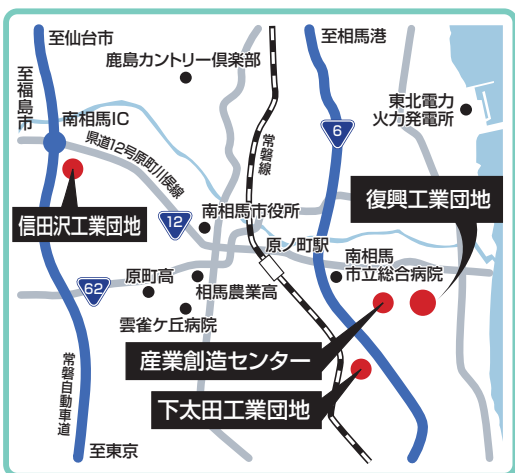 至仙台市
至相馬港
鹿島カントリー倶楽部
至福島市
東北電力
火力発電所
南相馬IC
県道12号原町川俣線
常磐線
6
復興工業団地
信田沢工業団地
12
南相馬市役所
原ノ町駅
南相馬
市立総合病院
62
原町高
相馬農業高
雲雀ケ丘病院
産業創造センター
常磐自動車道
下太田工業団地
至東京